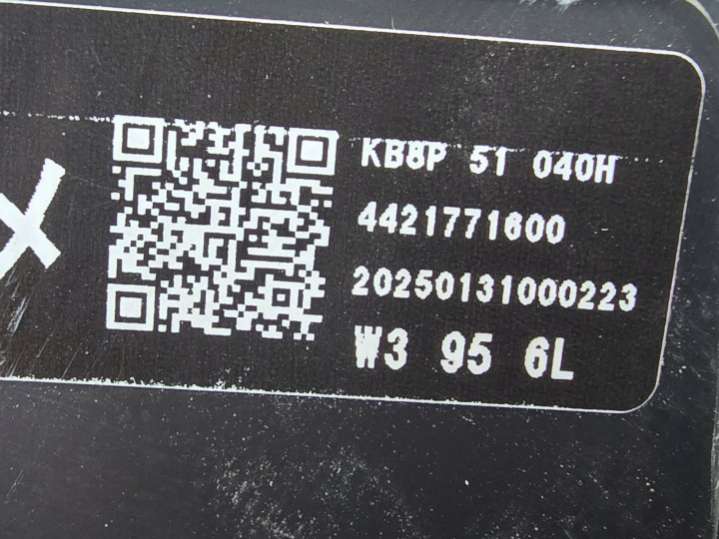 X
KB8P 51 040H
4421771600
20250131000223
W3 95 6L